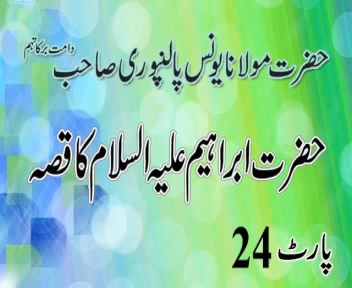 حضرت مولانا یونس پالنپوری صاحب دامت برکاتہم
حضرت ابراہیم علیہ السلام کا قصہ
پارٹ 24